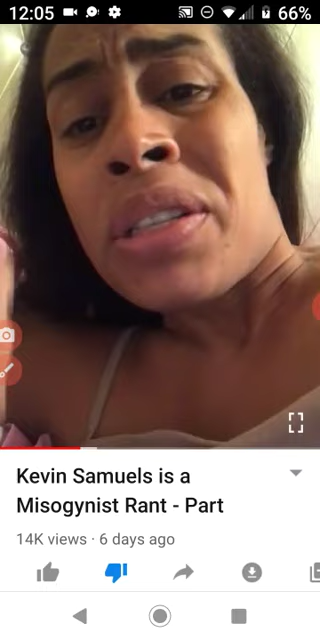 12:05
66%
Kevin Samuels is a
Misogynist Rant - Part
14K views · 6 days ago